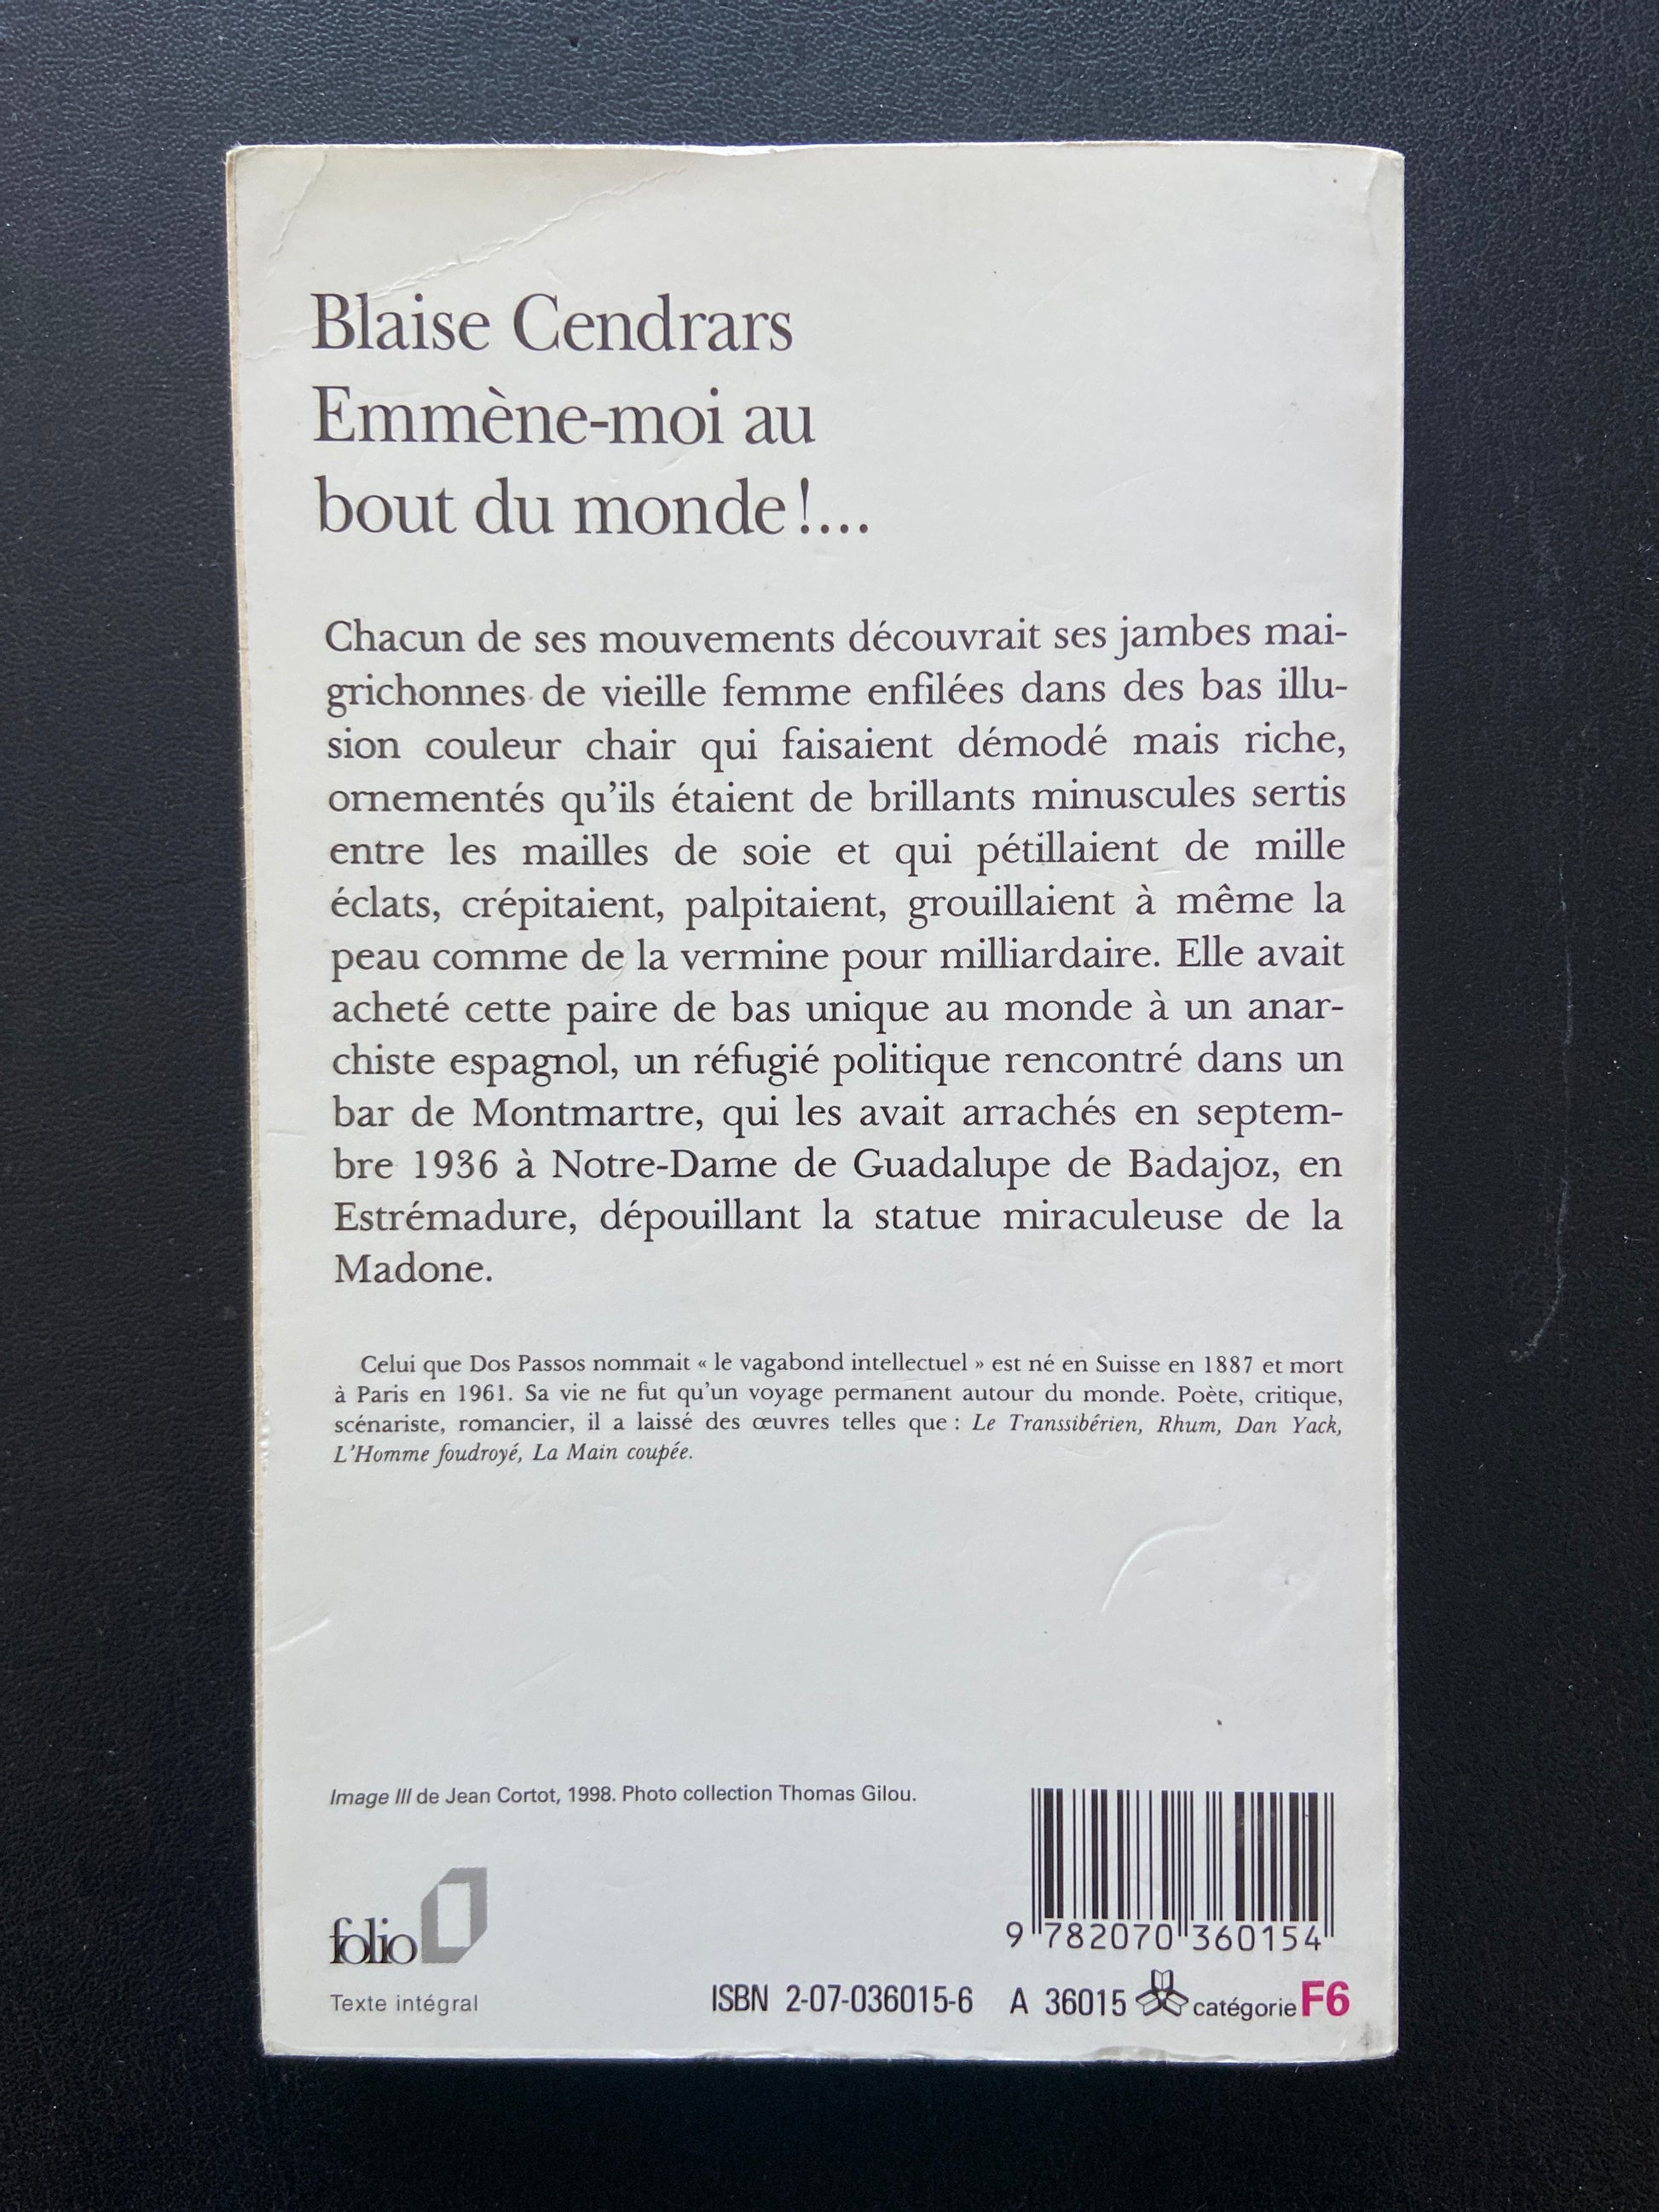 Blaise Cendrars
Emmène-moi au
bout du monde !...
Chacun de ses mouvements découvrait ses jambes mai-
grichonnes de vieille femme enfilées dans des bas illu-
sion couleur chair qui faisaient démodé mais riche,
ornementés qu'ils étaient de brillants minuscules sertis
entre les mailles de soie et qui pétillaient de mille
éclats, crépitaient, palpitaient, grouillaient à même la
peau comme de la vermine pour milliardaire. Elle avait
acheté cette paire de bas unique au monde à un anar-
chiste espagnol, un réfugié politique rencontré dans un
bar de Montmartre, qui les avait arrachés en septem-
bre 1936 à Notre-Dame de Guadalupe de Badajoz, en
Estrémadure, dépouillant la statue miraculeuse de la
Madone.
Celui que Dos Passos nommait « le vagabond intellectuel » est né en Suisse en 1887 et mort
à Paris en 1961. Sa vie ne fut qu'un voyage permanent autour du monde. Poète, critique,
scénariste, romancier, il a laissé des œuvres telles que : Le Transsibérien, Rhum, Dan Yack,
L'Homme foudroyé, La Main coupée.
Image III de Jean Cortot, 1998. Photo collection Thomas Gilou.
9 782070 360154
folio
Texte intégral
ISBN 2-07-036015-6 A 36015 catégorie F6